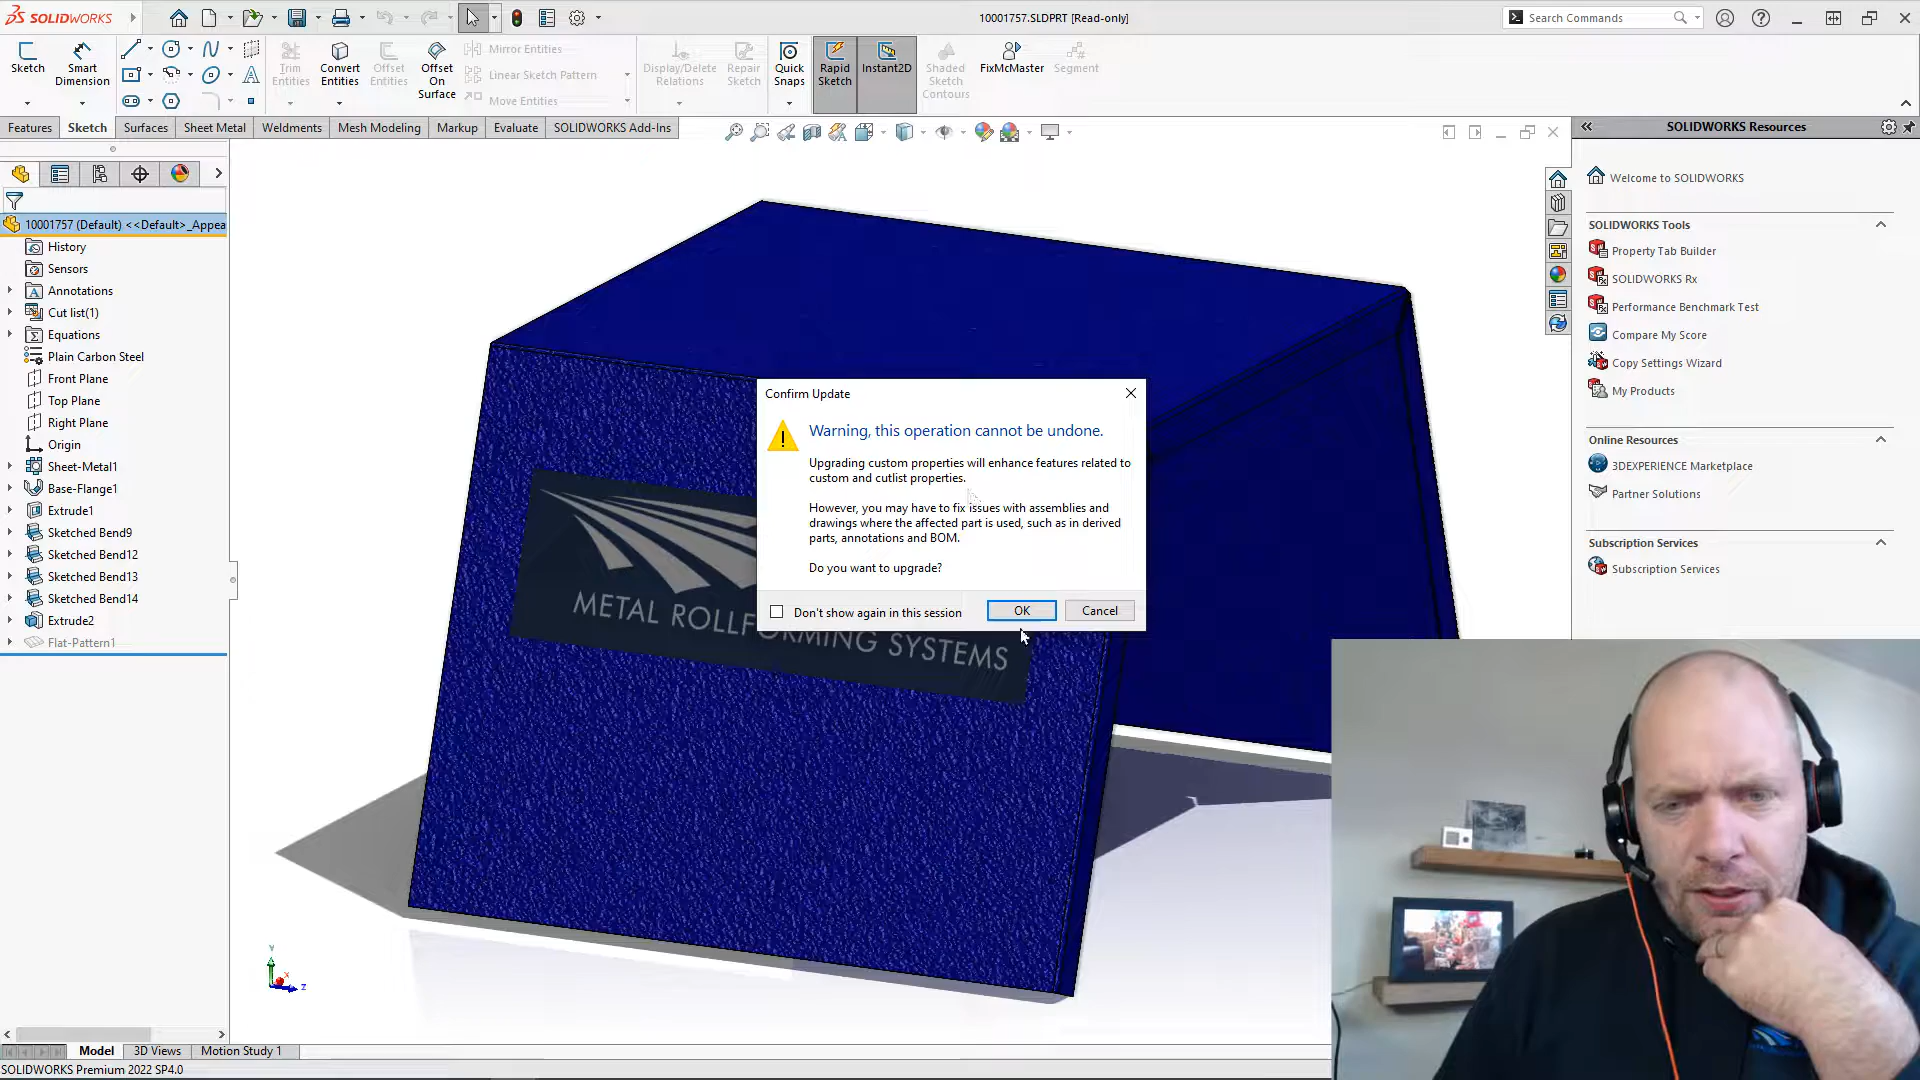 SOLIDWORKS
10001757.SLDPRT [Read-only]
Search Commands
Sketch
Smart Dimension
Trim Entities
Convert Entities
Offset Entities
Offset On Surface
Mirror Entities
Linear Sketch Pattern
Move Entities
Display/Delete Relations
Repair Sketch
Quick Snaps
Rapid Sketch
Instant2D
Shaded Sketch Contours
FixMcMaster
Segment
Features
Sketch
Surfaces
Sheet Metal
Weldments
Mesh Modeling
Markup
Evaluate
SOLIDWORKS Add-Ins
10001757 (Default) <<Default>_Appea
History
Sensors
Annotations
Cut list(1)
Equations
Plain Carbon Steel
Front Plane
Top Plane
Right Plane
Origin
Sheet-Metal1
Base-Flange1
Extrude1
Sketched Bend9
Sketched Bend12
Sketched Bend13
Sketched Bend14
Extrude2
Flat-Pattern1
METAL ROLLFORMING SYSTEMS
Confirm Update
Warning, this operation cannot be undone.
Upgrading custom properties will enhance features related to
custom and cutlist properties.
However, you may have to fix issues with assemblies and
drawings where the affected part is used, such as in derived
parts, annotations and BOM.
Do you want to upgrade?
Don't show again in this session
OK
Cancel
SOLIDWORKS Resources
Welcome to SOLIDWORKS
SOLIDWORKS Tools
Property Tab Builder
SOLIDWORKS Rx
Performance Benchmark Test
Compare My Score
Copy Settings Wizard
My Products
Online Resources
3DEXPERIENCE Marketplace
Partner Solutions
Subscription Services
Subscription Services
Y
X
Z
Model
3D Views
Motion Study 1
SOLIDWORKS Premium 2022 SP4.0